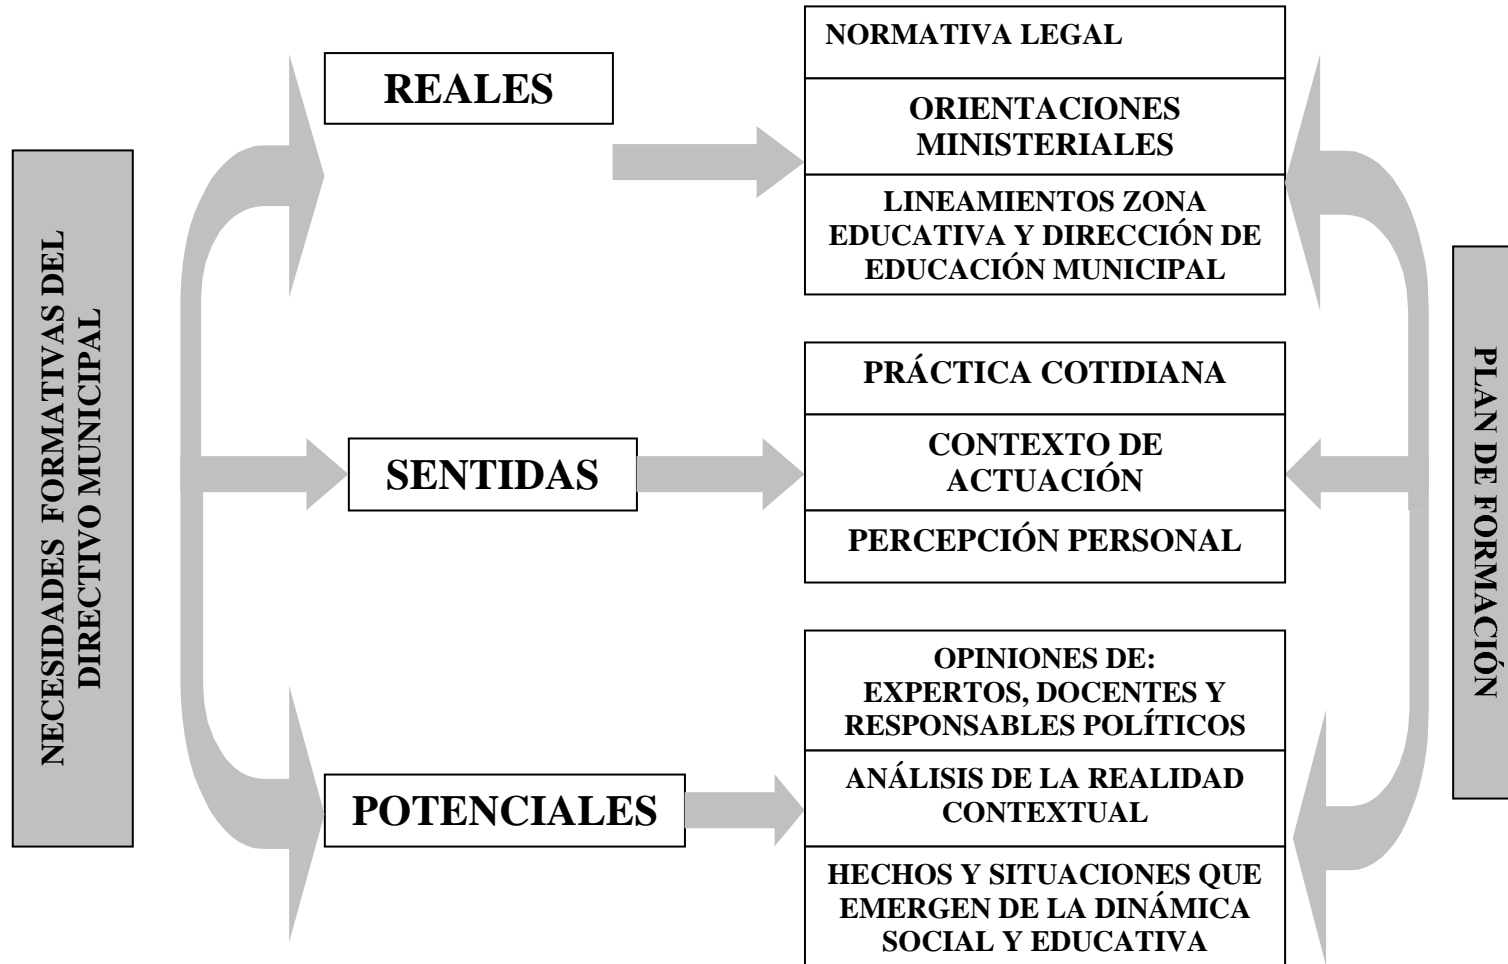 NECESIDADES FORMATIVAS DEL
DIRECTIVO MUNICIPAL
REALES
NORMATIVA LEGAL
ORIENTACIONES
MINISTERIALES
LINEAMIENTOS ZONA
EDUCATIVA Y DIRECCIÓN DE
EDUCACIÓN MUNICIPAL
SENTIDAS
PRÁCTICA COTIDIANA
CONTEXTO DE
ACTUACIÓN
PERCEPCIÓN PERSONAL
POTENCIALES
OPINIONES DE:
EXPERTOS, DOCENTES Y
RESPONSABLES POLÍTICOS
ANÁLISIS DE LA REALIDAD
CONTEXTUAL
HECHOS Y SITUACIONES QUE
EMERGEN DE LA DINÁMICA
SOCIAL Y EDUCATIVA
PLAN DE FORMACIÓN